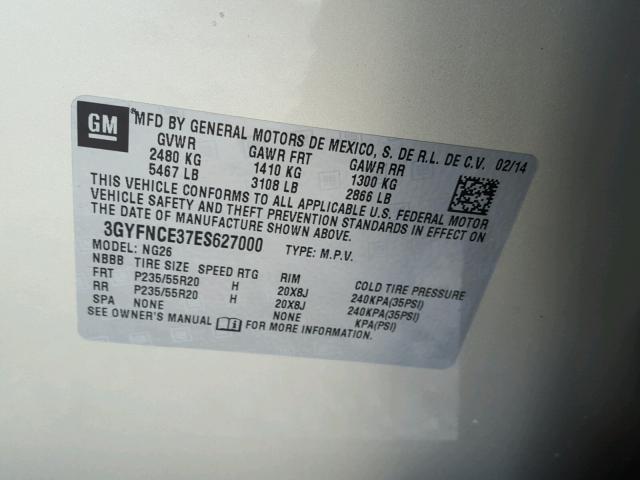 GM
MFD BY GENERAL MOTORS DE MEXICO, S. DE R.L. DE C.V. 02/14
GVWR GAWR FRT GAWR RR
2480 KG 1410 KG 1300 KG
5467 LB 3108 LB 2866 LB
THIS VEHICLE CONFORMS TO ALL APPLICABLE U.S. FEDERAL MOTOR
VEHICLE SAFETY AND THEFT PREVENTION STANDARDS IN EFFECT ON
THE DATE OF MANUFACTURE SHOWN ABOVE.
3GYFNCE37ES627000 TYPE: M.P.V.
MODEL: NG26
NBBB TIRE SIZE SPEED RTG RIM COLD TIRE PRESSURE
FRT P235/55R20 H 20X8J 240KPA(35PSI)
RR P235/55R20 H 20X8J 240KPA(35PSI)
SPA NONE NONE KPA(PSI)
SEE OWNER'S MANUAL FOR MORE INFORMATION.